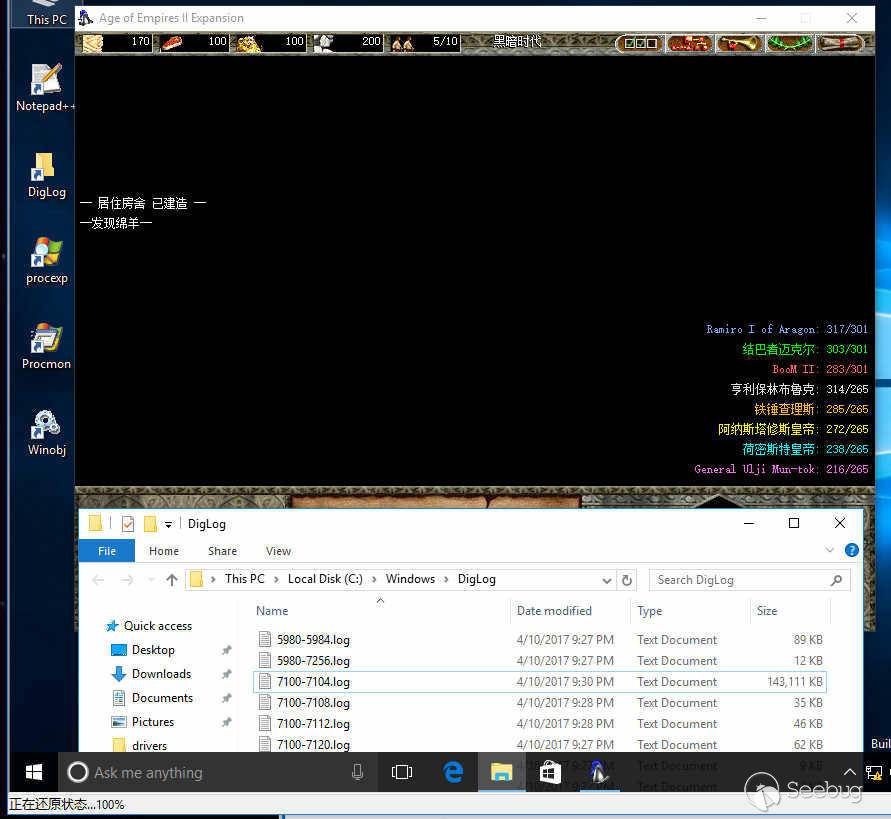 This PC
Age of Empires II Expansion
170 100 100 200 5/10 黑暗时代
Notepad++
DigLog
procexp
Procmon
Winobj
一 居住房舍 已建造 一
一发现绵羊一
Ramiro I of Aragon: 317/301
结巴者迈克尔: 303/301
BooM II: 283/301
亨利保林布鲁克: 314/265
铁锤查理斯: 285/265
阿纳斯塔修斯皇帝: 272/265
荷密斯特皇帝: 238/265
General Ulji Mun-tok: 216/265
DigLog
File Home Share View
This PC > Local Disk (C:) > Windows > DigLog
Search DigLog
Name Date modified Type Size
Quick access
Desktop
Downloads
Documents
Pictures
drivers
5980-5984.log 4/10/2017 9:27 PM Text Document 89 KB
5980-7256.log 4/10/2017 9:27 PM Text Document 12 KB
7100-7104.log 4/10/2017 9:30 PM Text Document 143,111 KB
7100-7108.log 4/10/2017 9:28 PM Text Document 35 KB
7100-7112.log 4/10/2017 9:28 PM Text Document 46 KB
7100-7120.log 4/10/2017 9:27 PM Text Document 62 KB
Buil
Ask me anything
正在还原状态...100%
Seebug